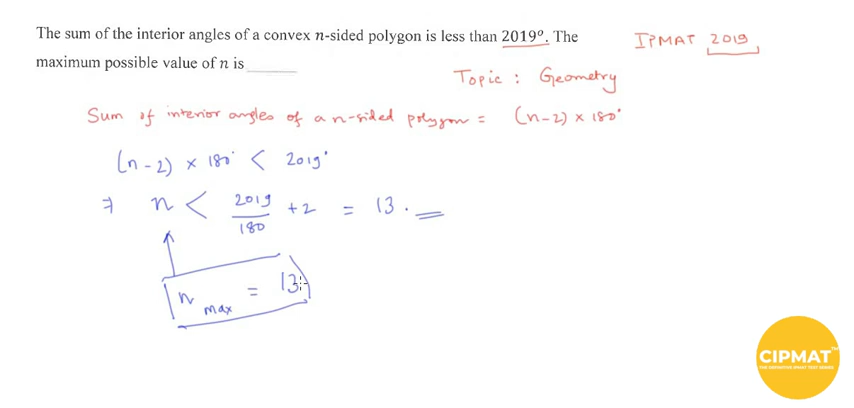 The sum of the interior angles of a convex n-sided polygon is less than 2019°. The
maximum possible value of n is ______
IPMAT 2019
Topic : Geometry
Sum of interior angles of a n-sided polygon = (n-2) × 180°
(n-2) × 180° < 2019°
⇒ n < 2019/180 + 2 = 13.
n max = 13
CIPMAT™